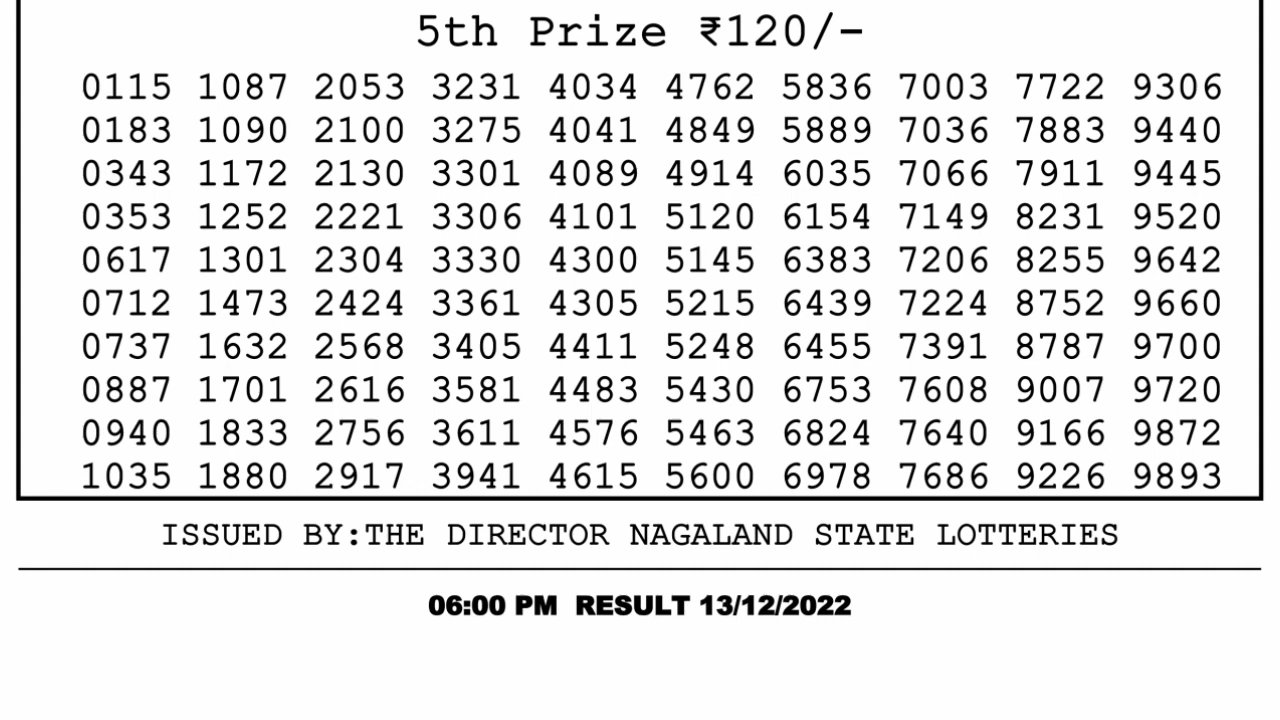 5th Prize ₹120/-
0115 1087 2053 3231 4034 4762 5836 7003 7722 9306
0183 1090 2100 3275 4041 4849 5889 7036 7883 9440
0343 1172 2130 3301 4089 4914 6035 7066 7911 9445
0353 1252 2221 3306 4101 5120 6154 7149 8231 9520
0617 1301 2304 3330 4300 5145 6383 7206 8255 9642
0712 1473 2424 3361 4305 5215 6439 7224 8752 9660
0737 1632 2568 3405 4411 5248 6455 7391 8787 9700
0887 1701 2616 3581 4483 5430 6753 7608 9007 9720
0940 1833 2756 3611 4576 5463 6824 7640 9166 9872
1035 1880 2917 3941 4615 5600 6978 7686 9226 9893
ISSUED BY:THE DIRECTOR NAGALAND STATE LOTTERIES
06:00 PM RESULT 13/12/2022